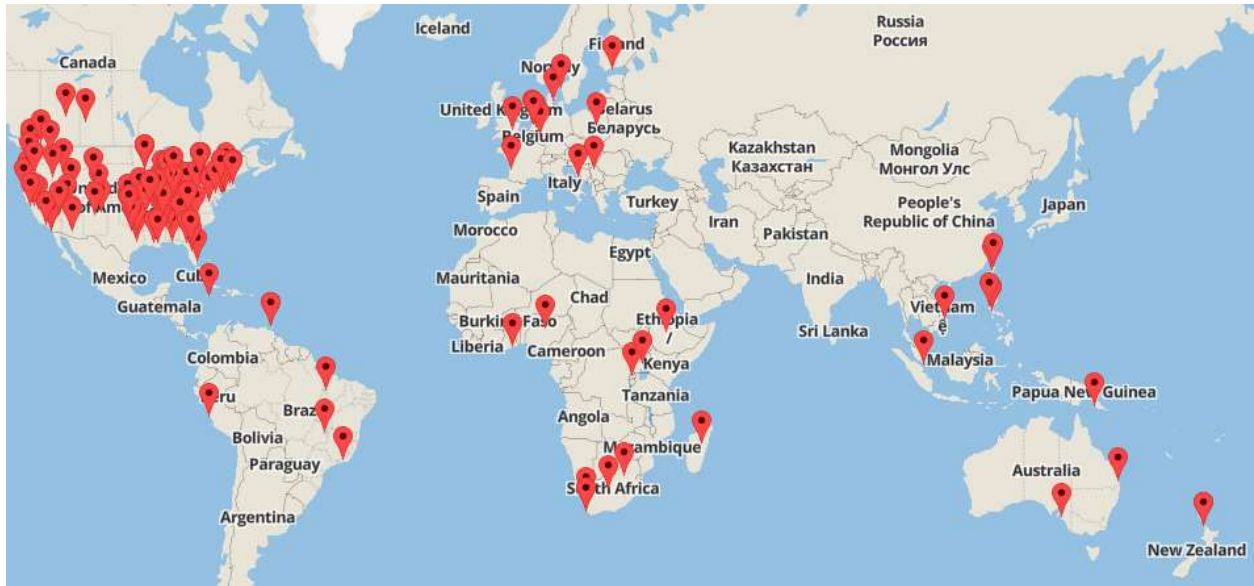 Iceland
Russia
Россия
Finland
Canada
Norway
United Kingdom
Belarus
Беларусь
Belgium
Kazakhstan
Казахстан
Mongolia
Монгол Улс
Italy
Spain
Turkey
People's
Republic of China
Japan
Morocco
Iran
Pakistan
Egypt
Mexico
Cuba
Mauritania
India
Guatemala
Chad
Burkina Faso
Ethiopia
/
Vietnam
Sri Lanka
Liberia
Cameroon
Kenya
Colombia
Malaysia
Peru
Tanzania
Papua New Guinea
Brazil
Angola
Bolivia
Mozambique
Paraguay
Australia
South Africa
Argentina
New Zealand